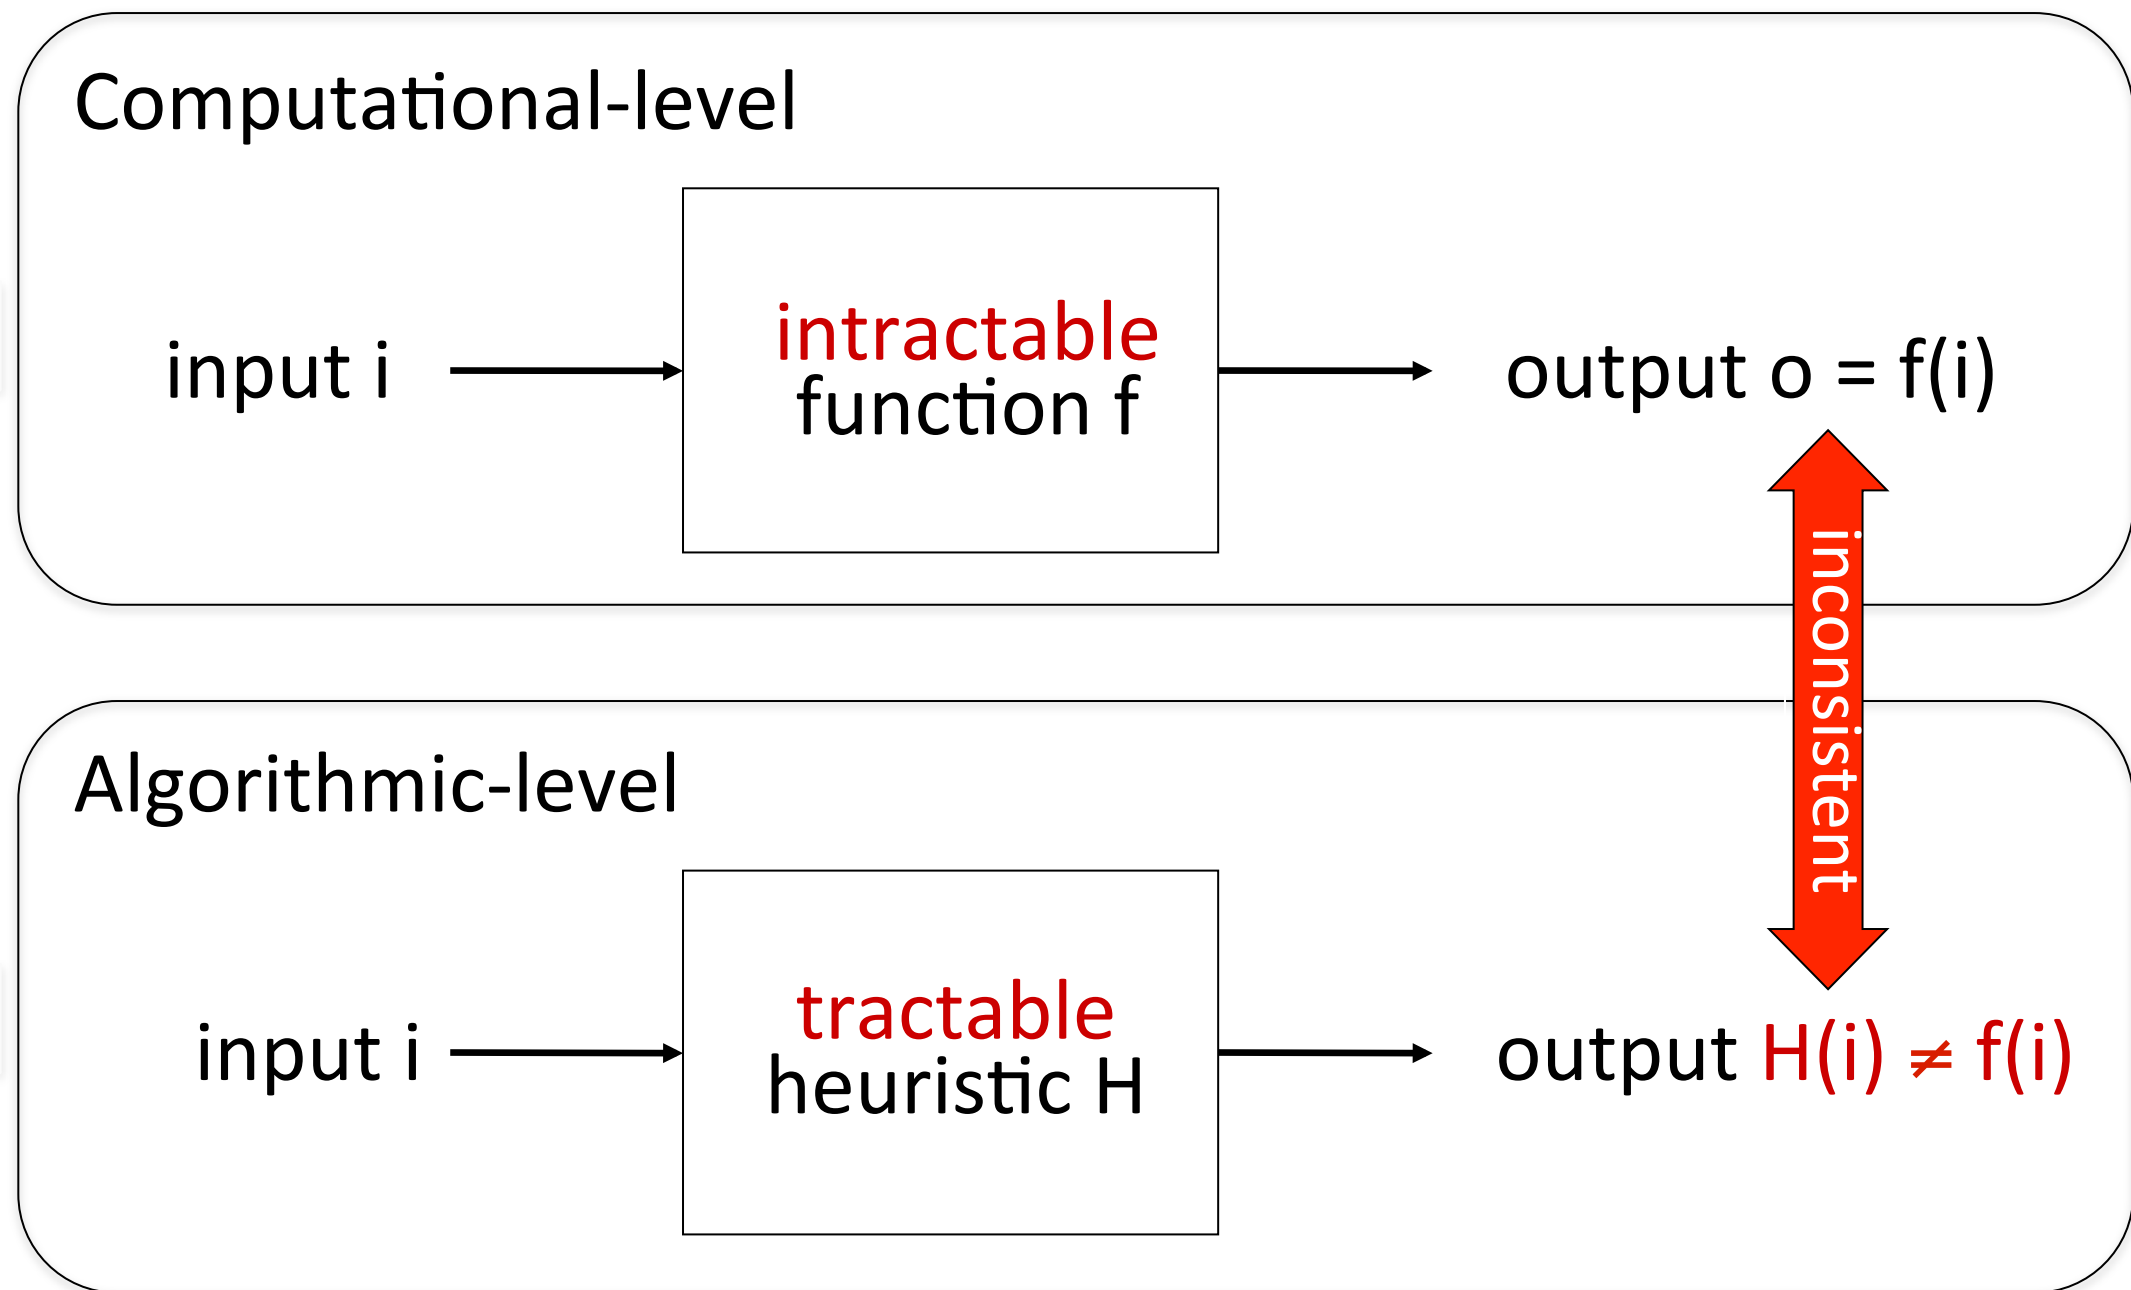 Computational-level
input i
intractable
function f
output o = f(i)
inconsistent
Algorithmic-level
input i
tractable
heuristic H
output H(i) ≠ f(i)